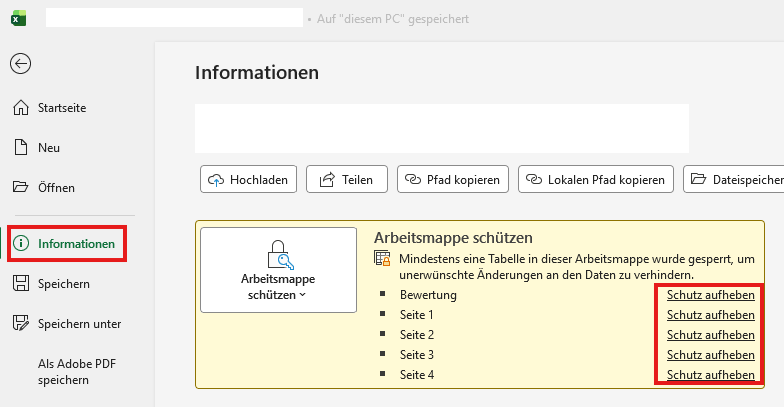 • Auf "diesem PC" gespeichert
Informationen
Startseite
Neu
Öffnen
Informationen
Speichern
Speichern unter
Als Adobe PDF
speichern
Hochladen
Teilen
Pfad kopieren
Lokalen Pfad kopieren
Dateispeicher
Arbeitsmappe
schützen
Arbeitsmappe schützen
Mindestens eine Tabelle in dieser Arbeitsmappe wurde gesperrt, um
unerwünschte Änderungen an den Daten zu verhindern.
Bewertung Schutz aufheben
Seite 1 Schutz aufheben
Seite 2 Schutz aufheben
Seite 3 Schutz aufheben
Seite 4 Schutz aufheben